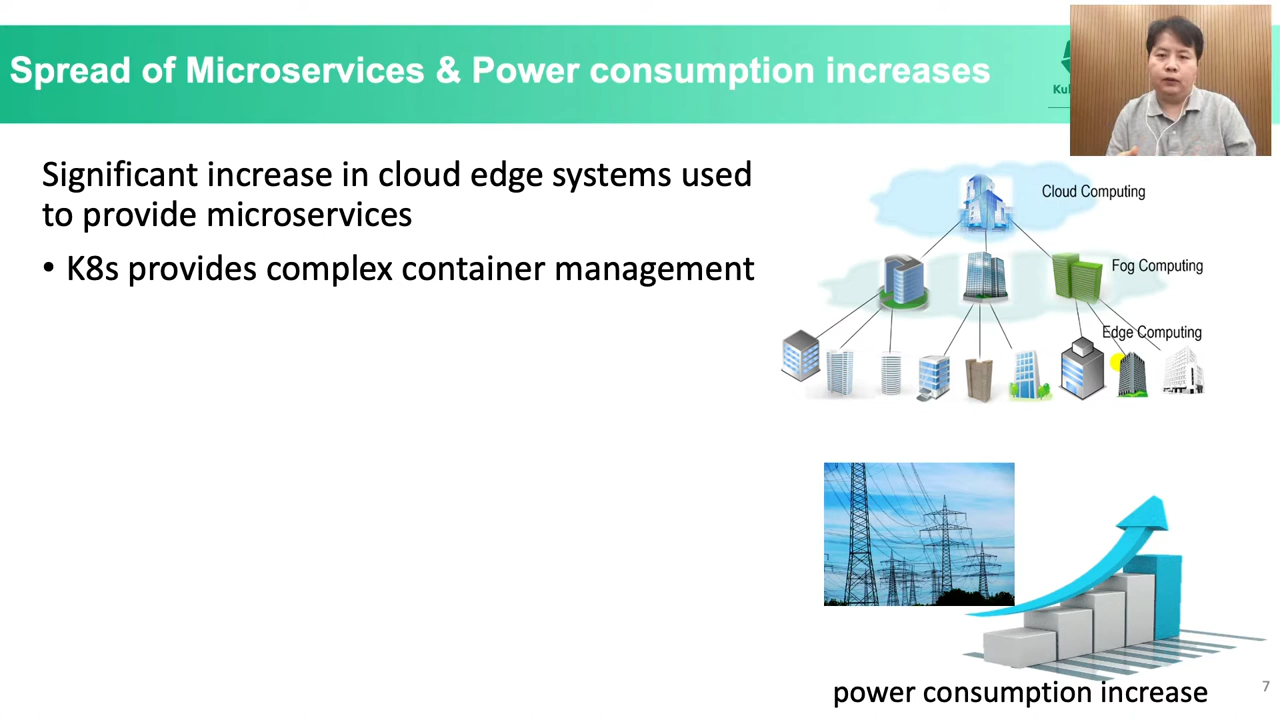 Spread of Microservices & Power consumption increases
Significant increase in cloud edge systems used
to provide microservices
• K8s provides complex container management
Cloud Computing
Fog Computing
Edge Computing
power consumption increase
7